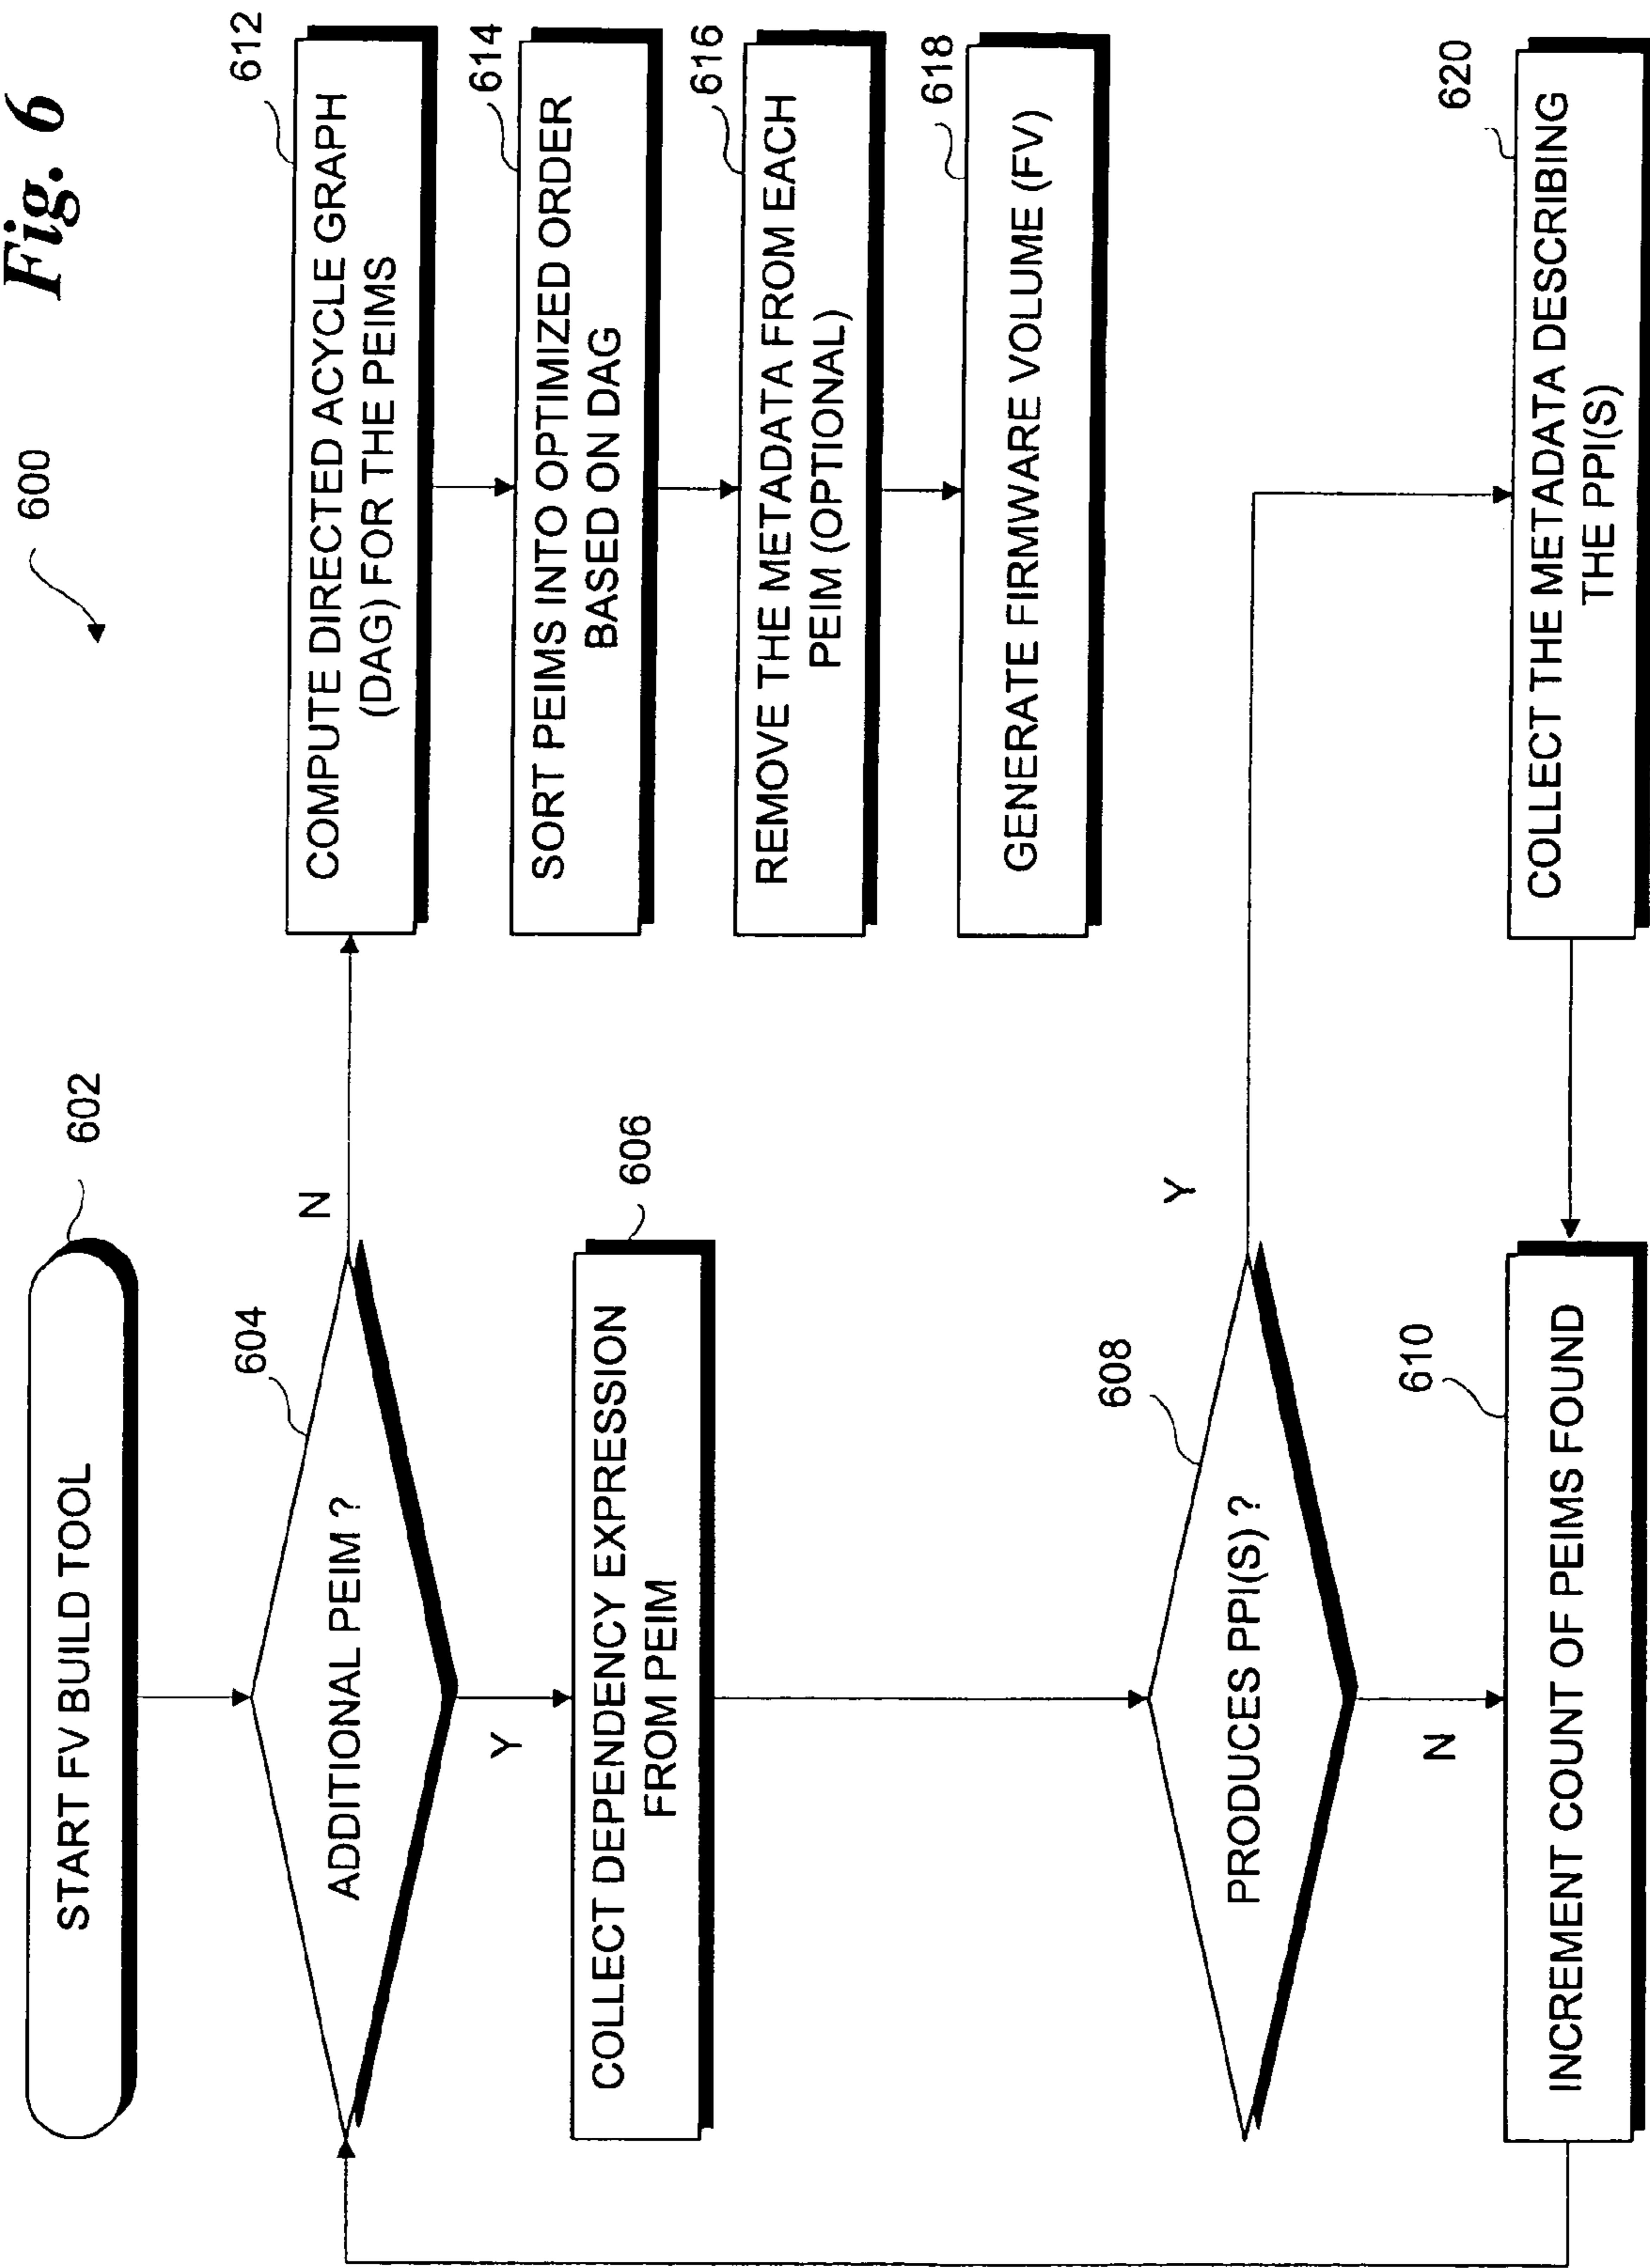 Fig. 6
600
START FV BUILD TOOL
602
604
ADDITIONAL PEIM ?
N
Y
COLLECT DEPENDENCY EXPRESSION
FROM PEIM
606
608
PRODUCES PPI(S) ?
Y
N
610
INCREMENT COUNT OF PEIMS FOUND
612
COMPUTE DIRECTED ACYCLE GRAPH
(DAG) FOR THE PEIMS
614
SORT PEIMS INTO OPTIMIZED ORDER
BASED ON DAG
616
REMOVE THE METADATA FROM EACH
PEIM (OPTIONAL)
618
GENERATE FIRMWARE VOLUME (FV)
620
COLLECT THE METADATA DESCRIBING
THE PPI(S)